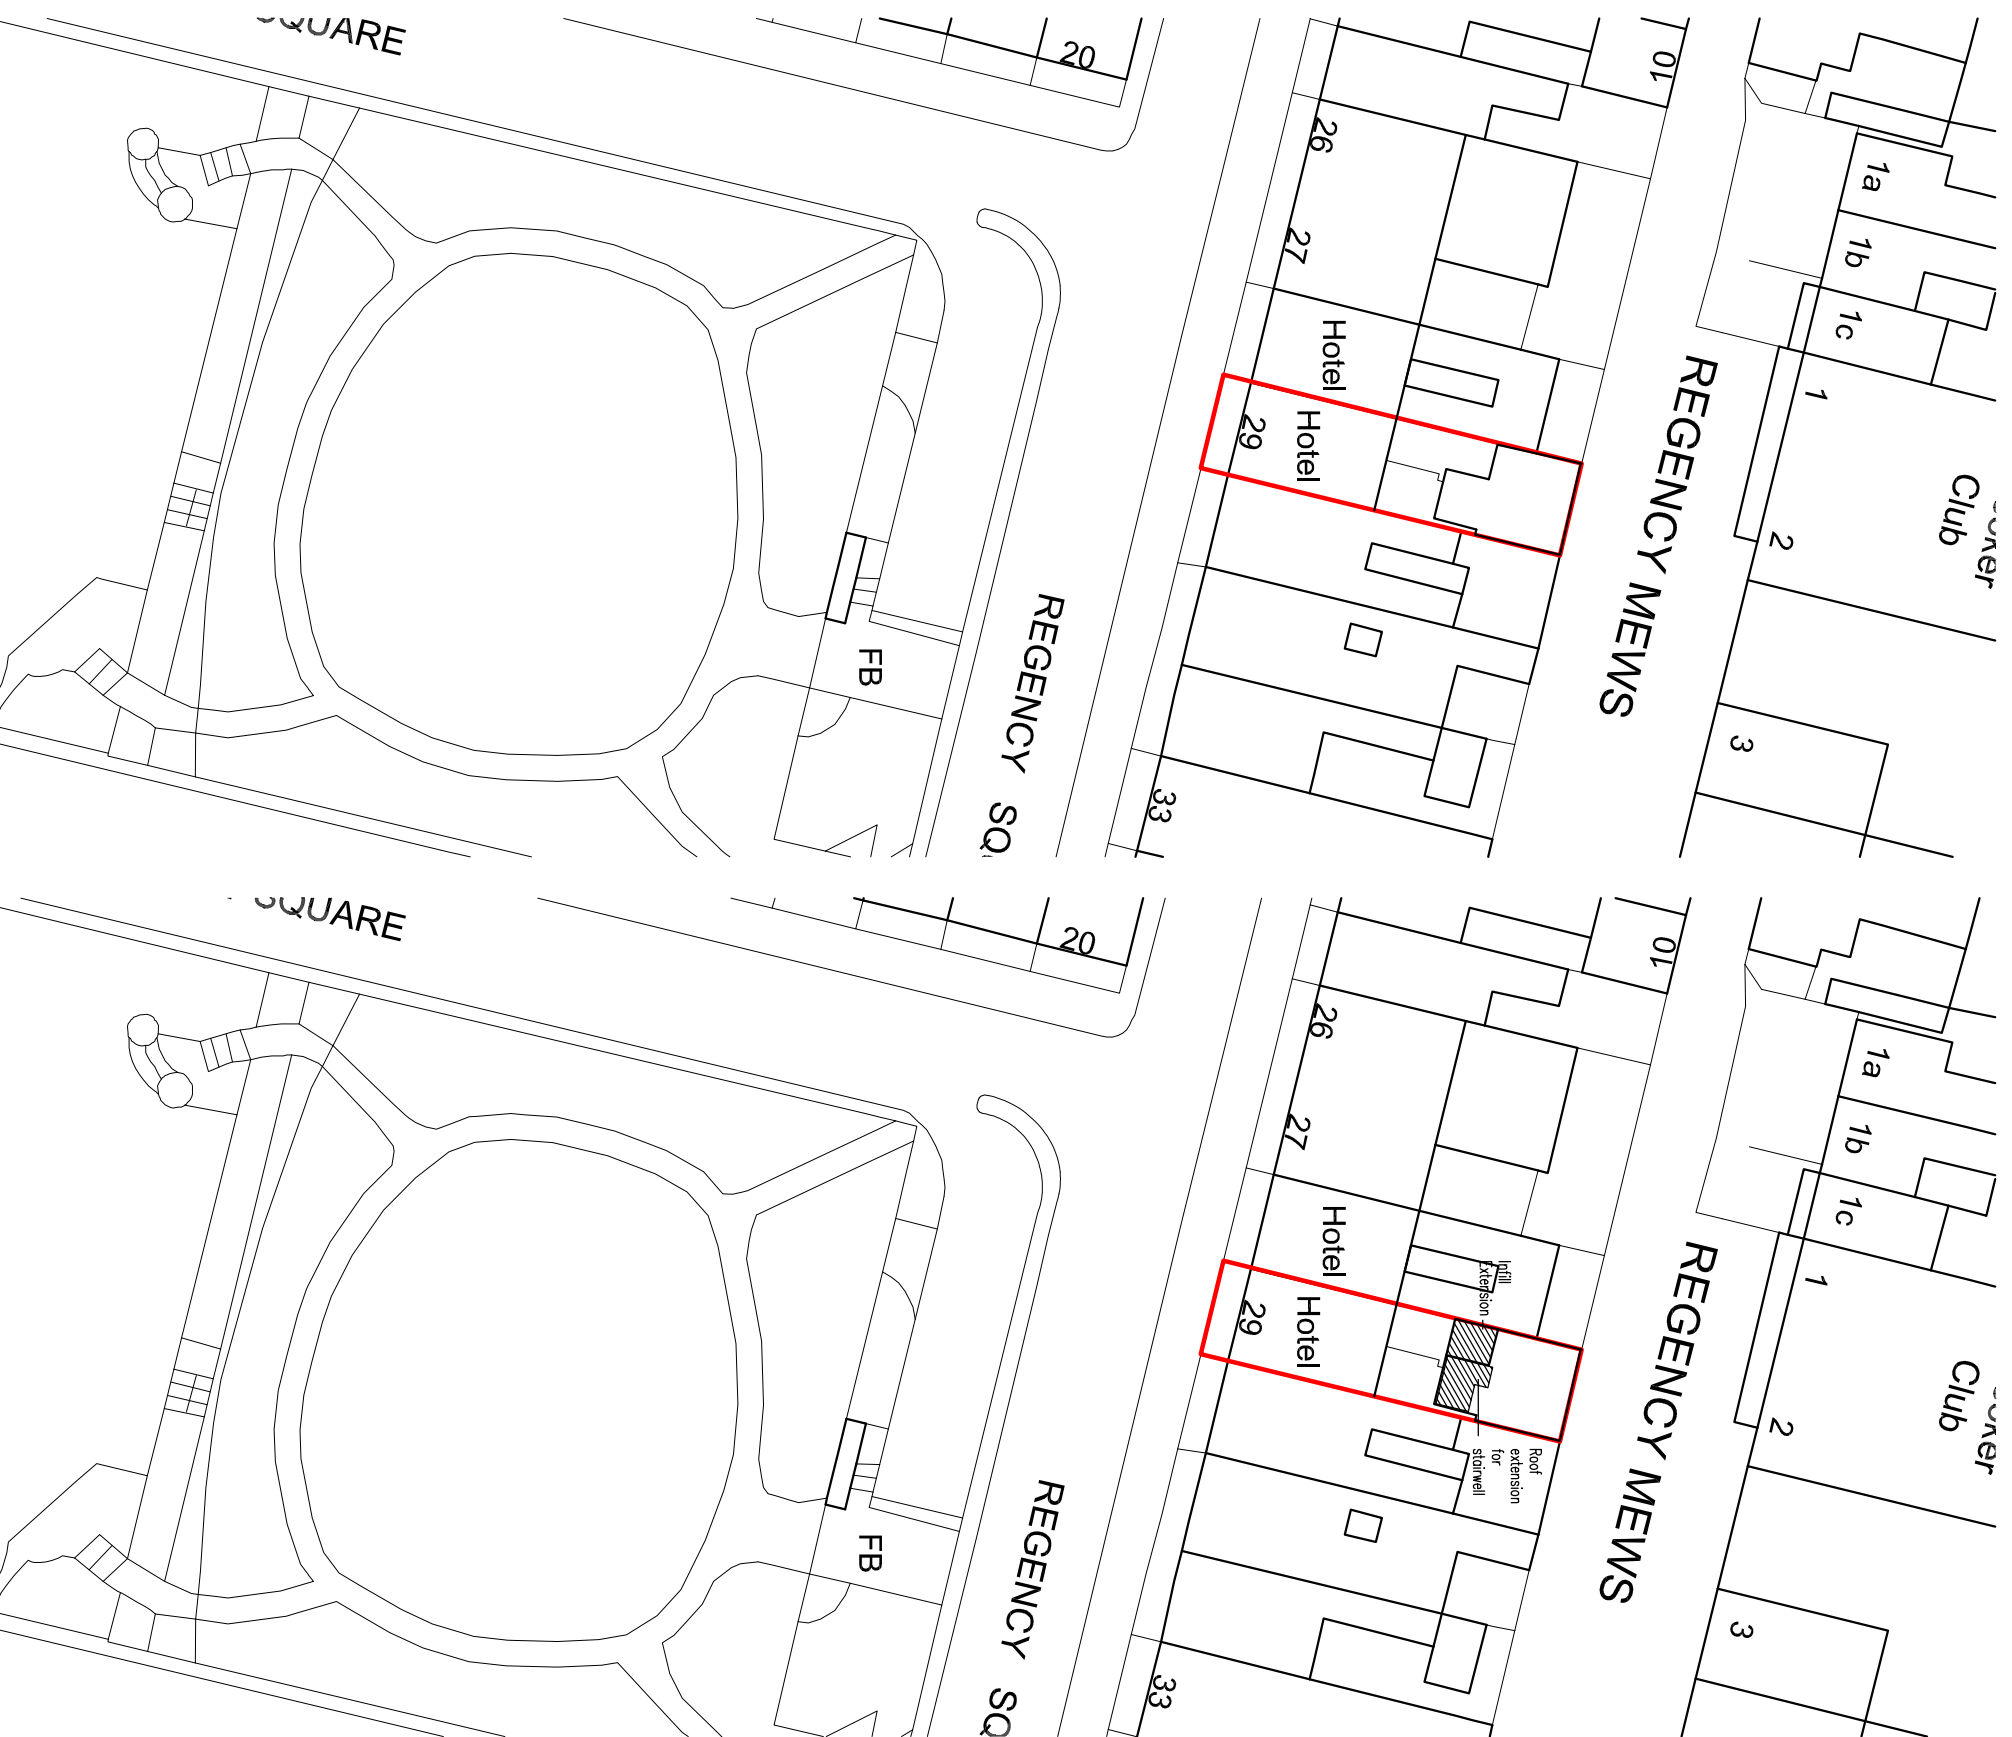 SQUARE
20
10
26
1a
27
1b
1c
Hotel
REGENCY MEWS
1
29
Hotel
Club
2
REGENCY SQ
FB
3
33
SQUARE
20
10
26
1a
27
1b
1c
Hotel
REGENCY MEWS
Infill
Extension
1
29
Hotel
Club
2
Roof
extension
for
stairwell
REGENCY SQ
FB
3
33